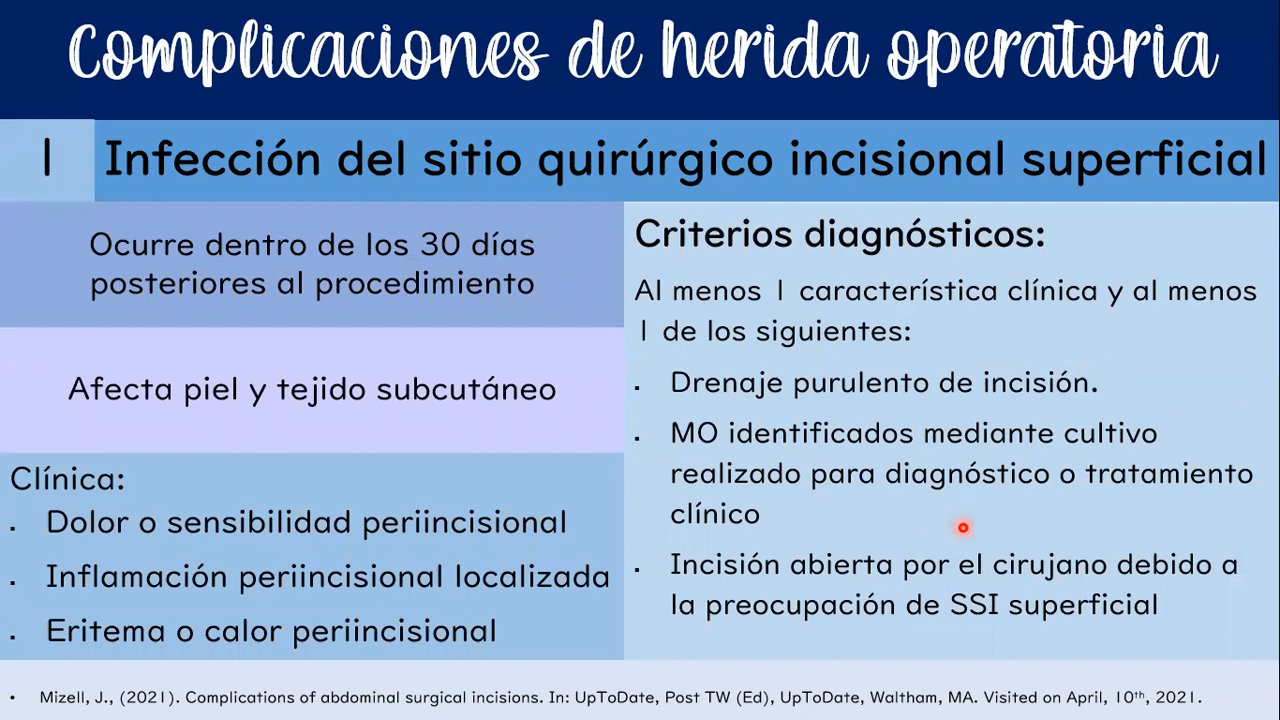 Complicaciones de herida operatoria
1 Infección del sitio quirúrgico incisional superficial
Ocurre dentro de los 30 días
posteriores al procedimiento
Afecta piel y tejido subcutáneo
Clínica:
. Dolor o sensibilidad periincisional
. Inflamación periincisional localizada
. Eritema o calor periincisional
Criterios diagnósticos:
Al menos 1 característica clínica y al menos
1 de los siguientes:
. Drenaje purulento de incisión.
. MO identificados mediante cultivo
realizado para diagnóstico o tratamiento
clínico
. Incisión abierta por el cirujano debido a
la preocupación de SSI superficial
• Mizell, J., (2021). Complications of abdominal surgical incisions. In: UpToDate, Post TW (Ed), UpToDate, Waltham, MA. Visited on April, 10th, 2021.